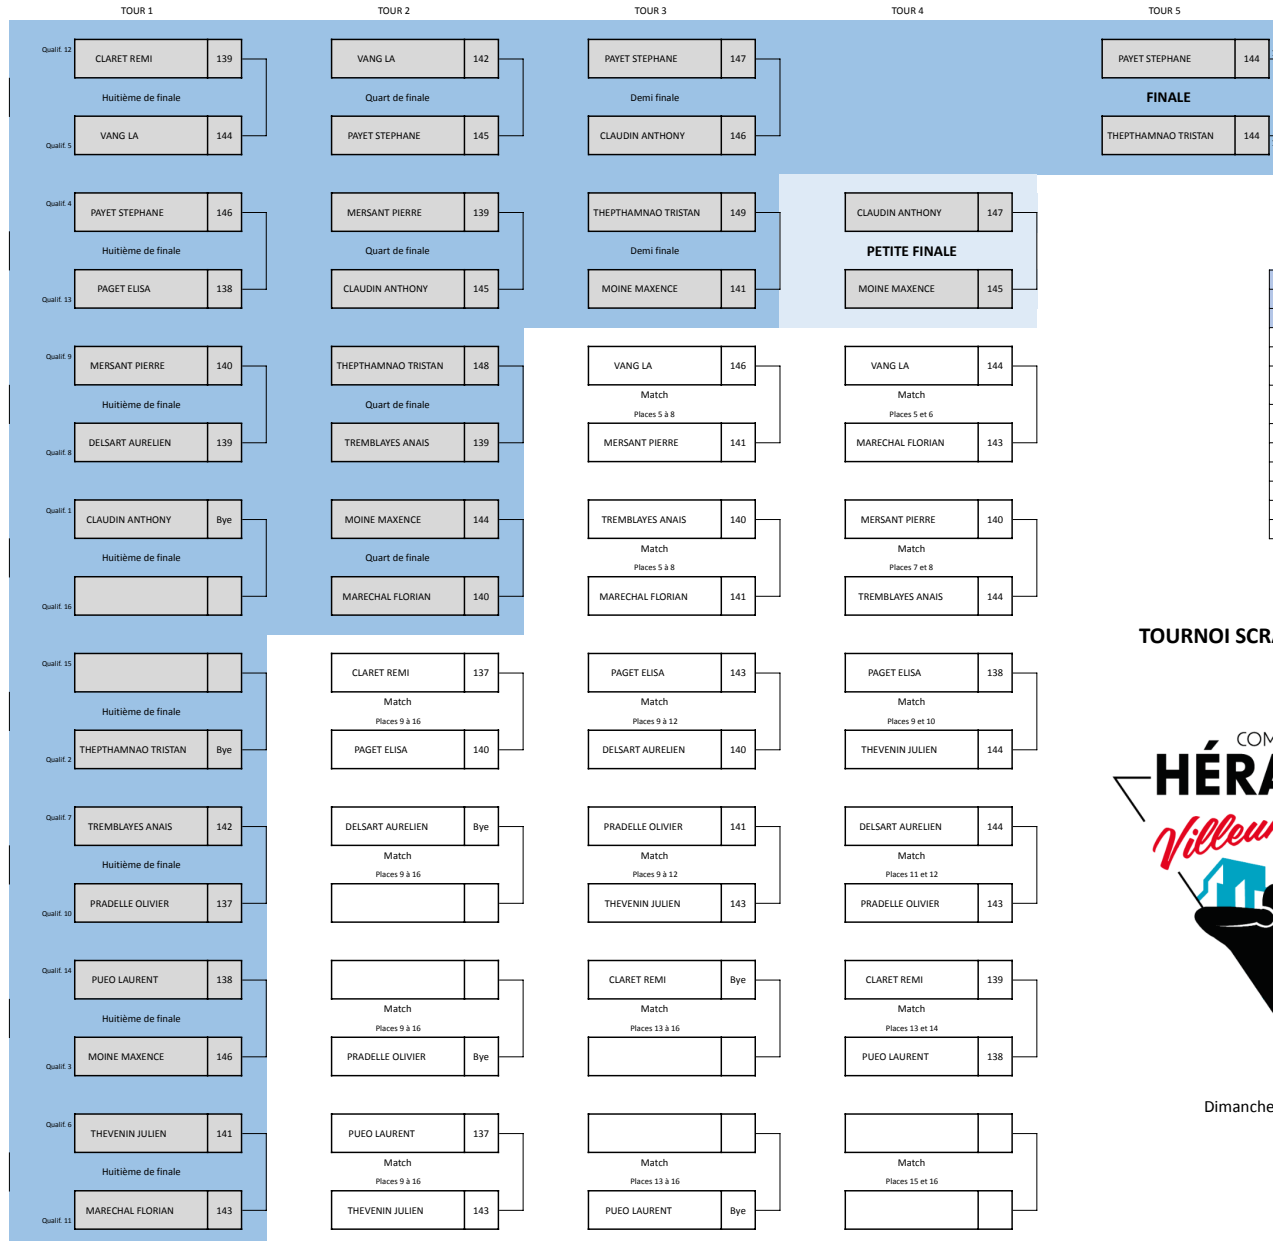 TOUR 1
TOUR 2
TOUR 3
TOUR 4
TOUR 5
Qualif. 12
CLARET REMI 139
Huitième de finale
Qualif. 5
VANG LA 144
Qualif. 4
PAYET STEPHANE 146
Huitième de finale
Qualif. 13
PAGET ELISA 138
Qualif. 9
MERSANT PIERRE 140
Huitième de finale
Qualif. 8
DELSART AURELIEN 139
Qualif. 1
CLAUDIN ANTHONY Bye
Huitième de finale
Qualif. 16
Qualif. 15
Huitième de finale
Qualif. 2
THEPTHAMNAO TRISTAN Bye
Qualif. 7
TREMBLAYES ANAIS 142
Huitième de finale
Qualif. 10
PRADELLE OLIVIER 137
Qualif. 14
PUEO LAURENT 138
Huitième de finale
Qualif. 3
MOINE MAXENCE 146
Qualif. 6
THEVENIN JULIEN 141
Huitième de finale
Qualif. 11
MARECHAL FLORIAN 143
VANG LA 142
Quart de finale
PAYET STEPHANE 145
MERSANT PIERRE 139
Quart de finale
CLAUDIN ANTHONY 145
THEPTHAMNAO TRISTAN 148
Quart de finale
TREMBLAYES ANAIS 139
MOINE MAXENCE 144
Quart de finale
MARECHAL FLORIAN 140
CLARET REMI 137
Match
Places 9 à 16
PAGET ELISA 140
DELSART AURELIEN Bye
Match
Places 9 à 16
Match
Places 9 à 16
PRADELLE OLIVIER Bye
PUEO LAURENT 137
Match
Places 9 à 16
THEVENIN JULIEN 143
PAYET STEPHANE 147
Demi finale
CLAUDIN ANTHONY 146
THEPTHAMNAO TRISTAN 149
Demi finale
MOINE MAXENCE 141
VANG LA 146
Match
Places 5 à 8
MERSANT PIERRE 141
TREMBLAYES ANAIS 140
Match
Places 5 à 8
MARECHAL FLORIAN 141
PAGET ELISA 143
Match
Places 9 à 12
DELSART AURELIEN 140
PRADELLE OLIVIER 141
Match
Places 9 à 12
THEVENIN JULIEN 143
CLARET REMI Bye
Match
Places 13 à 16
Match
Places 13 à 16
PUEO LAURENT Bye
CLAUDIN ANTHONY 147
PETITE FINALE
MOINE MAXENCE 145
VANG LA 144
Match
Places 5 et 6
MARECHAL FLORIAN 143
MERSANT PIERRE 140
Match
Places 7 et 8
TREMBLAYES ANAIS 144
PAGET ELISA 138
Match
Places 9 et 10
THEVENIN JULIEN 144
DELSART AURELIEN 144
Match
Places 11 et 12
PRADELLE OLIVIER 143
CLARET REMI 139
Match
Places 13 et 14
PUEO LAURENT 138
Match
Places 15 et 16
PAYET STEPHANE 144
FINALE
THEPTHAMNAO TRISTAN 144
TOURNOI SCRA
COM
HÉRA
Villeur
Dimanche